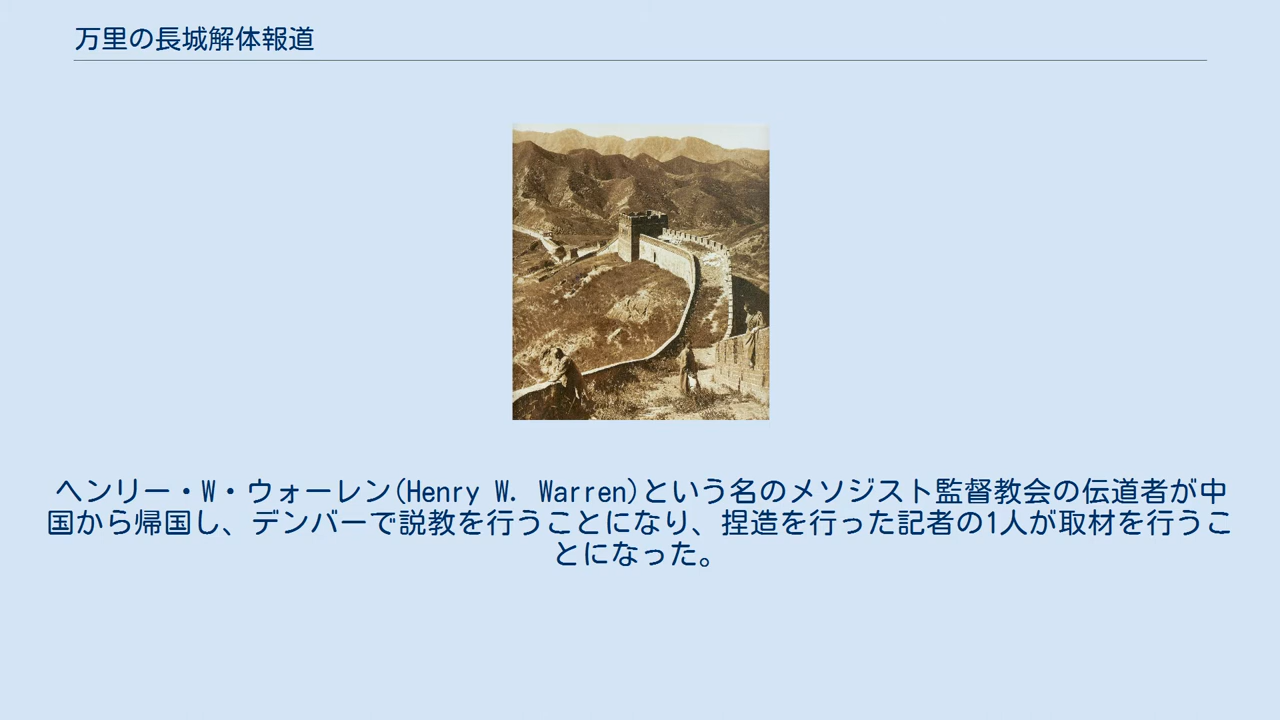 万里の長城解体報道
ヘンリー・W・ウォーレン(Henry W. Warren)という名のメソジスト監督教会の伝道者が中
国から帰国し、デンバーで説教を行うことになり、捏造を行った記者の1人が取材を行うこ
とになった。